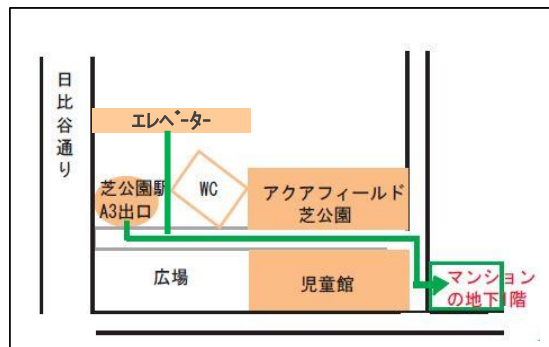 日比谷通り
エレベーター
芝公園駅
A3出口
WC
アクアフィールド
芝公園
広場
児童館
マンション
の地下1階